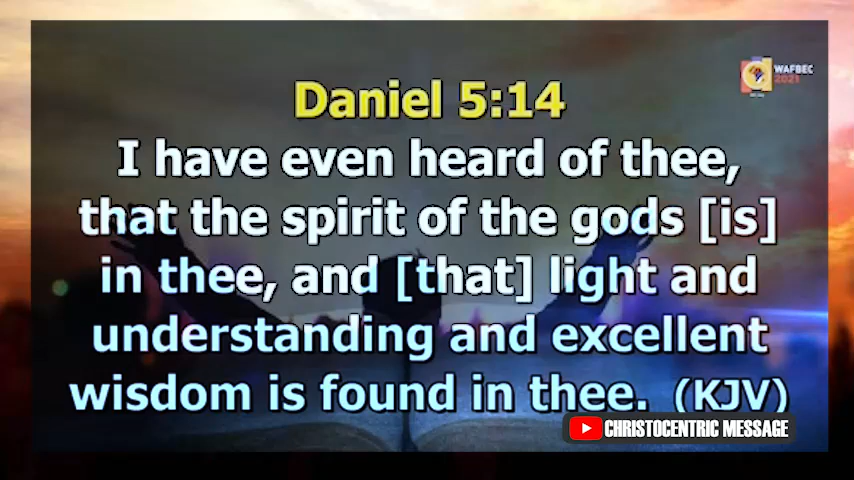 WAFBEC
2021
Daniel 5:14
I have even heard of thee,
that the spirit of the gods [is]
in thee, and [that] light and
understanding and excellent
wisdom is found in thee. (KJV)
CHRISTOCENTRIC MESSAGE